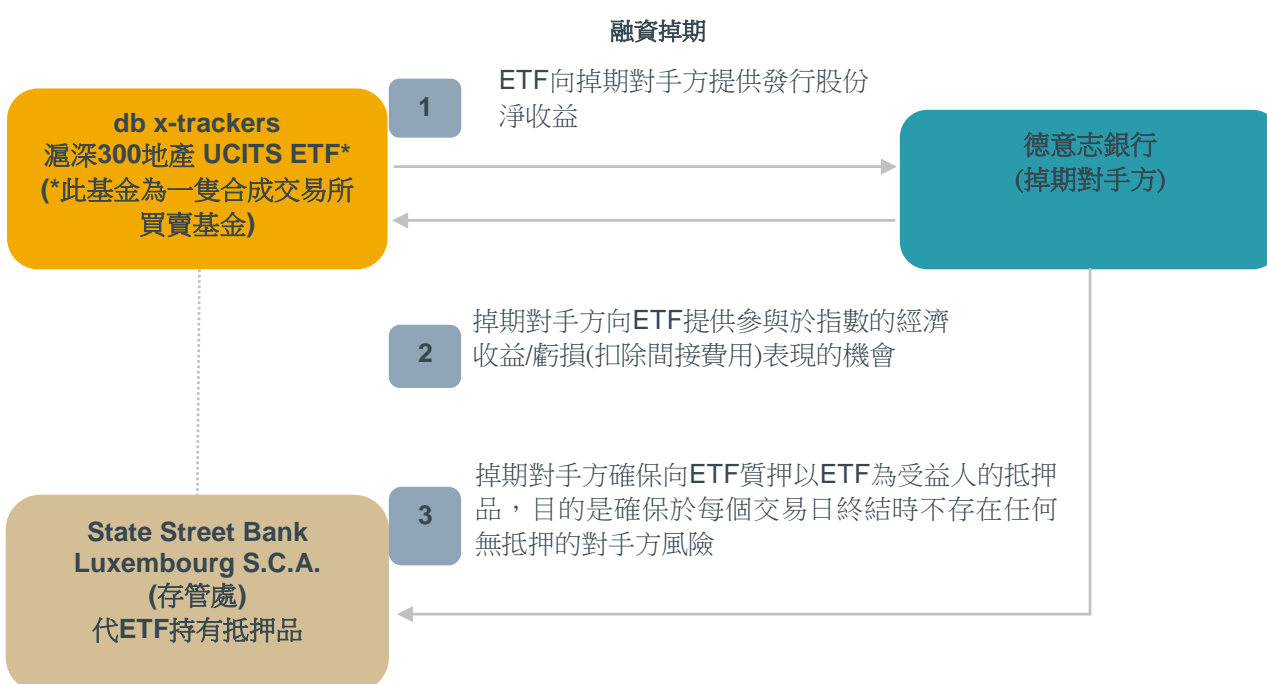 融資掉期
1
ETF向掉期對手方提供發行股份
淨收益
db x-trackers
滬深300地產 UCITS ETF*
(*此基金為一隻合成交易所
買賣基金)
德意志銀行
(掉期對手方)
2
掉期對手方向ETF提供參與於指數的經濟
收益/虧損(扣除間接費用)表現的機會
3
掉期對手方確保向ETF質押以ETF為受益人的抵押
品，目的是確保於每個交易日終結時不存在任何
無抵押的對手方風險
State Street Bank
Luxembourg S.C.A.
(存管處)
代ETF持有抵押品